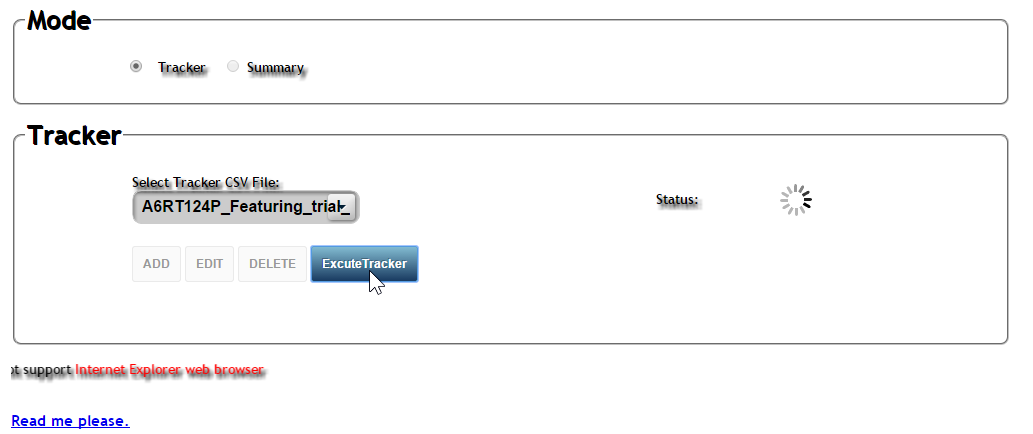 Mode
Tracker Summary
Tracker
Select Tracker CSV File:
A6RT124P_Featuring_trial_
Status:
ADD EDIT DELETE ExcuteTracker
ot support Internet Explorer web browser
Read me please.